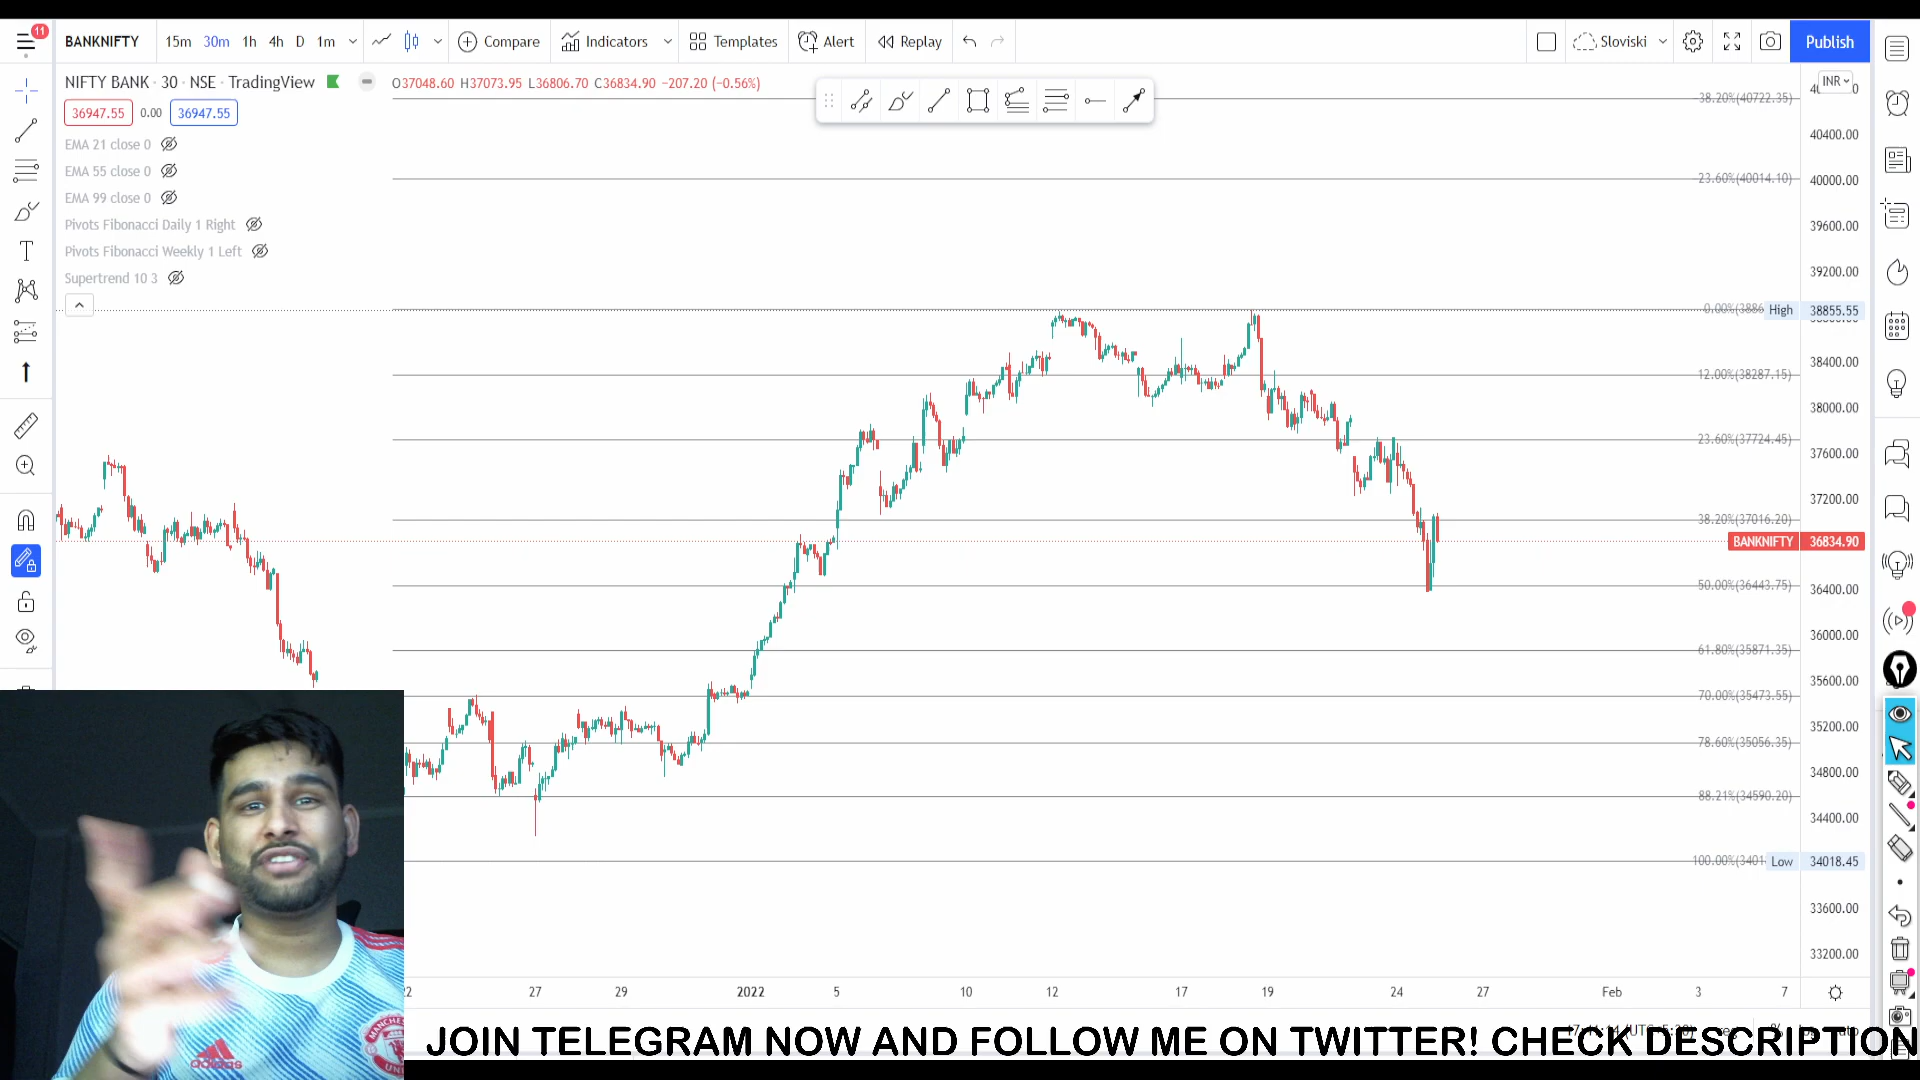 11
BANKNIFTY 15m 30m 1h 4h D 1m Compare Indicators Templates Alert Replay Sloviski Publish
NIFTY BANK · 30 · NSE · TradingView O37048.60 H37073.95 L36806.70 C36834.90 −207.20 (−0.56%)
INR
36947.55 0.00 36947.55
EMA 21 close 0
EMA 55 close 0
EMA 99 close 0
Pivots Fibonacci Daily 1 Right
Pivots Fibonacci Weekly 1 Left
Supertrend 10 3
38.20%(40722.35)
40400.00
23.60%(40014.10) 40000.00
39600.00
39200.00
High 38855.55
38400.00
12.00%(38287.15)
38000.00
23.60%(37724.45)
37600.00
37200.00
38.20%(37016.20)
BANKNIFTY 36834.90
50.00%(36443.75) 36400.00
36000.00
61.80%(35871.35)
35600.00
70.00%(35473.55)
35200.00
78.60%(35056.35)
34800.00
88.21%(34590.20)
34400.00
Low 34018.45
33600.00
33200.00
27 29 2022 5 10 12 17 19 24 27 Feb 3 7
adidas
JOIN TELEGRAM NOW AND FOLLOW ME ON TWITTER! CHECK DESCRIPTION